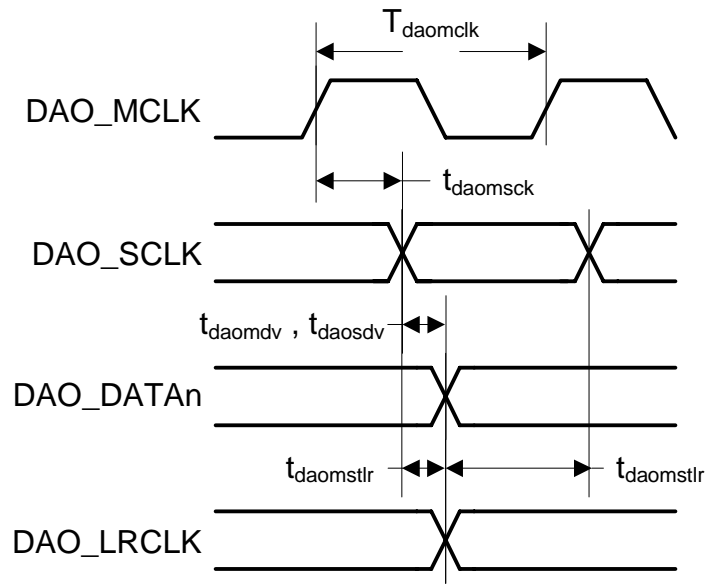 T_daomclk
DAO_MCLK
t_daomsck
DAO_SCLK
t_daomdv , t_daosdv
DAO_DATAn
t_daomstlr t_daomstlr
DAO_LRCLK